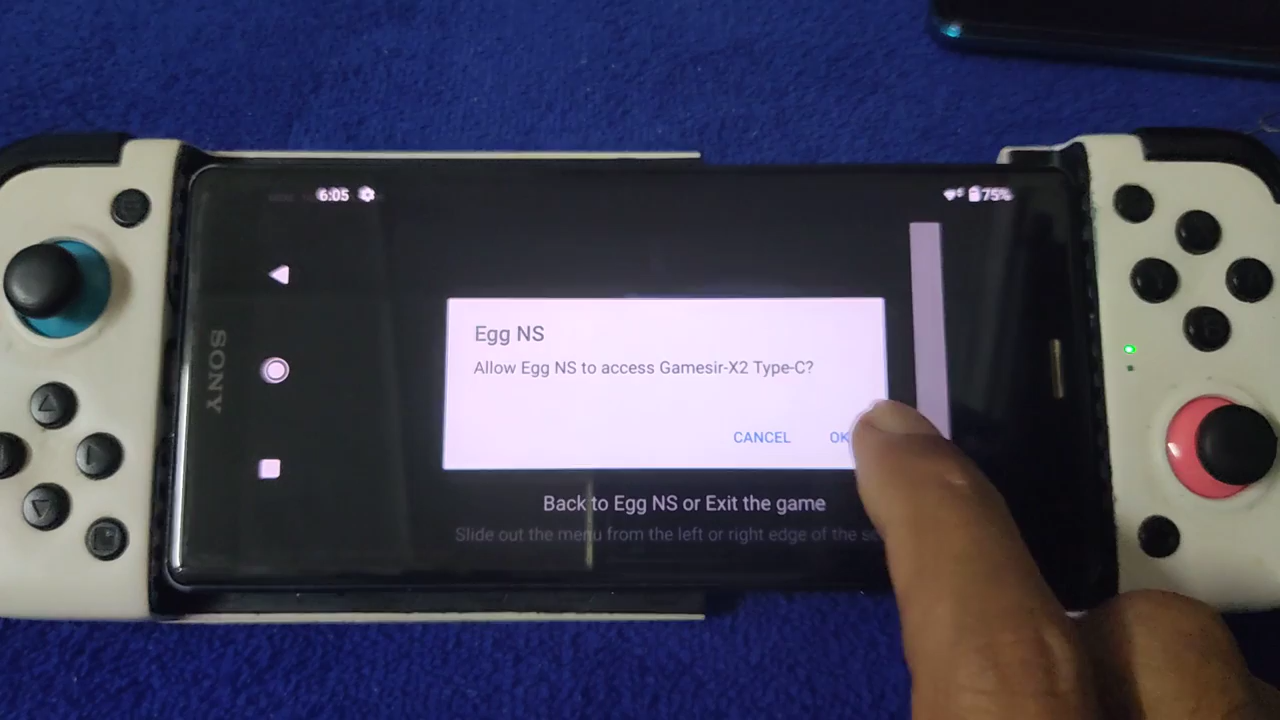 6:05
75%
SONY
Egg NS
Allow Egg NS to access Gamesir-X2 Type-C?
CANCEL
OK
Back to Egg NS or Exit the game
Slide out the menu from the left or right edge of the